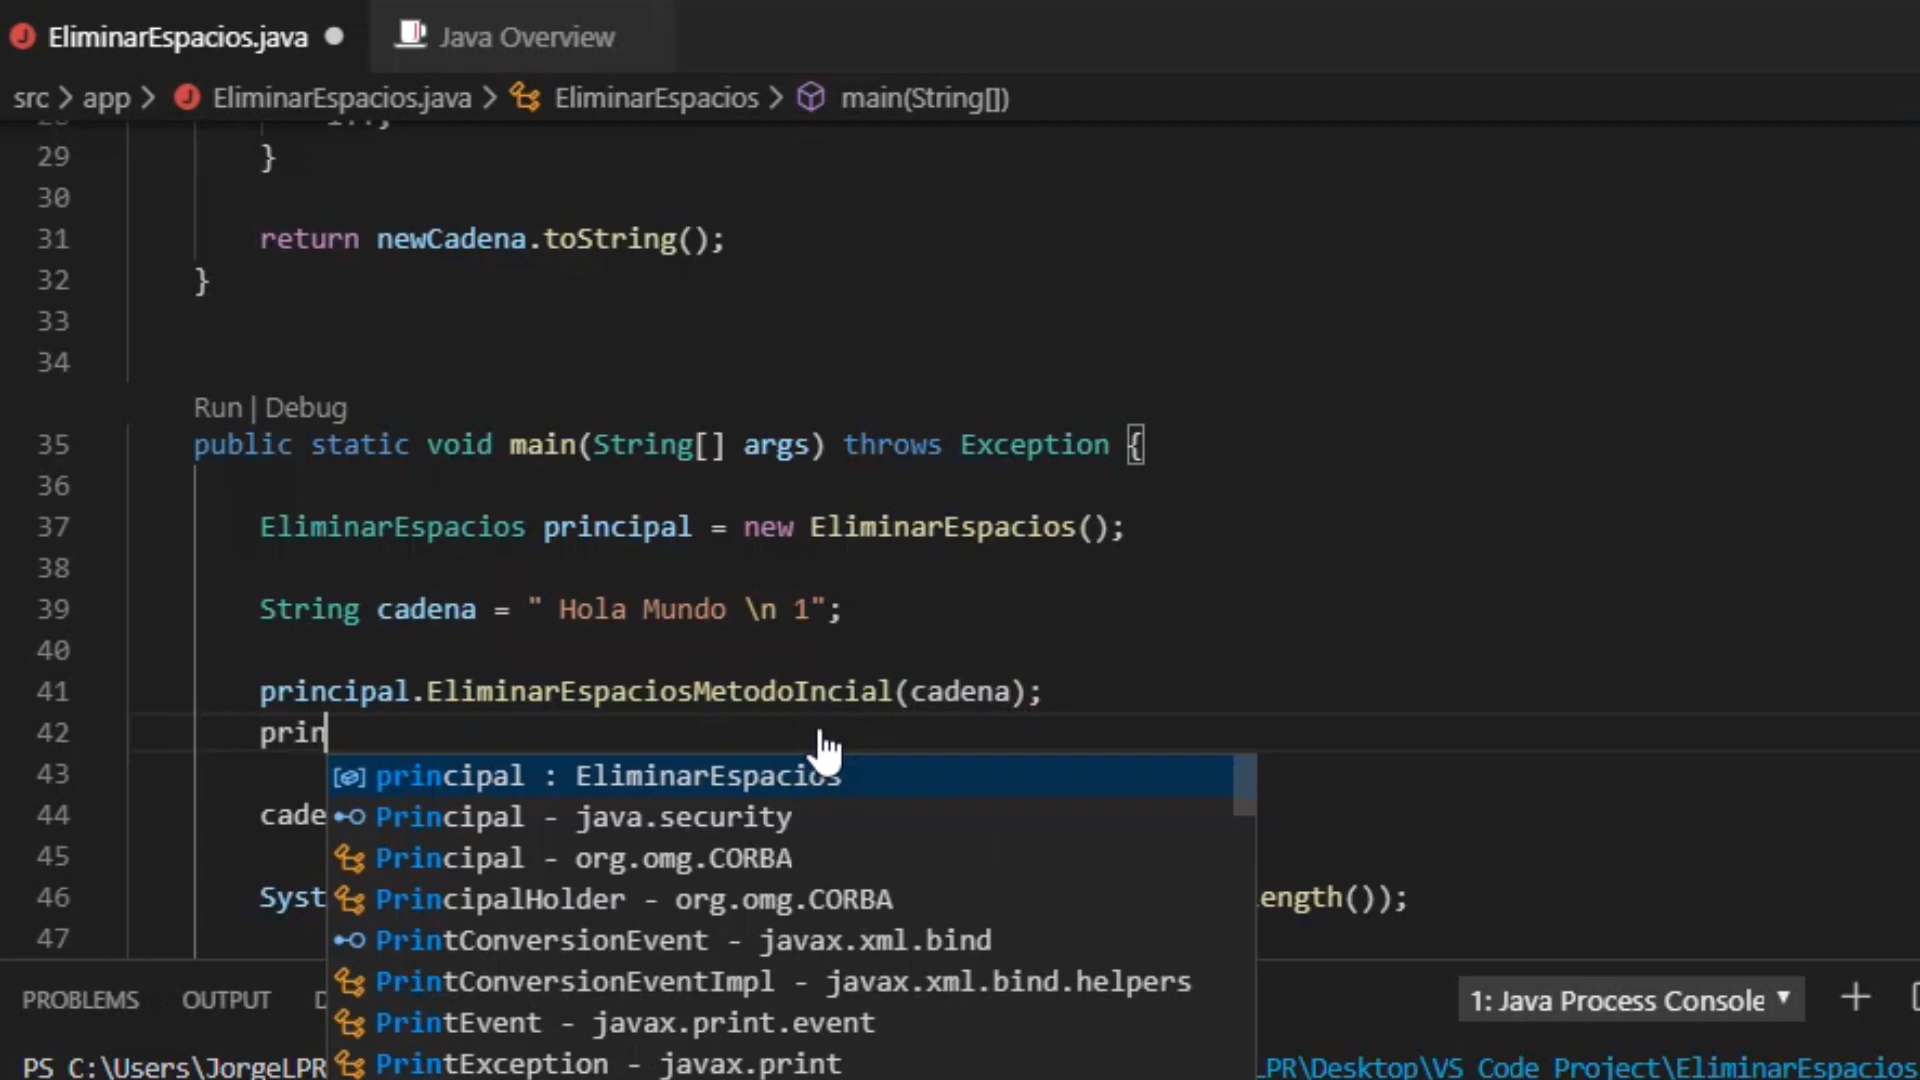 EliminarEspacios.java
Java Overview
src > app > EliminarEspacios.java > EliminarEspacios > main(String[])
29 }
30
31 return newCadena.toString();
32 }
33
34
Run | Debug
35 public static void main(String[] args) throws Exception {
36
37 EliminarEspacios principal = new EliminarEspacios();
38
39 String cadena = " Hola Mundo \n 1";
40
41 principal.EliminarEspaciosMetodoIncial(cadena);
42 prin
43 principal : EliminarEspacios
Principal - java.security
44 cade
Principal - org.omg.CORBA
45
46 Syst ength());
PrincipalHolder - org.omg.CORBA
47
PrintConversionEvent - javax.xml.bind
PrintConversionEventImpl - javax.xml.bind.helpers
PROBLEMS OUTPUT
1: Java Process Console
PrintEvent - javax.print.event
PrintException - javax.print
PS C:\Users\JorgeLPR
PR\Desktop\VS Code Project\EliminarEspacios